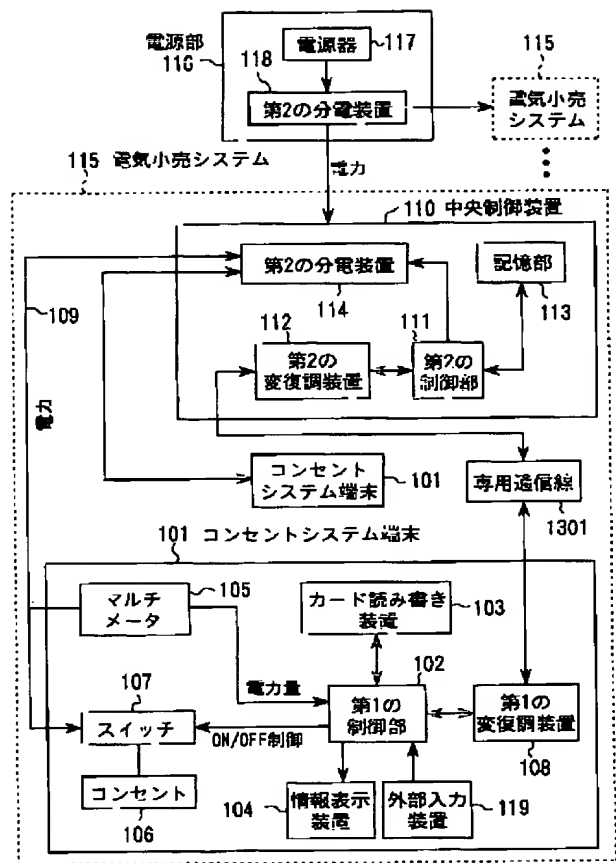 電源部
116
電源器
117
118
第2の分電装置
115
電気小売
システム
115 電気小売システム
電力
110 中央制御装置
第2の分電装置
114
記憶部
113
109
電力
112
第2の
変復調装置
111
第2の
制御部
コンセント
システム端末
101
専用通信線
1301
101 コンセントシステム端末
マルチ
メータ
105
カード読み書き
装置
103
電力量
102
第1の
制御部
107
スイッチ
ON/OFF制御
第1の
変復調装置
108
コンセント
106
104
情報表示
装置
外部入力
装置
119